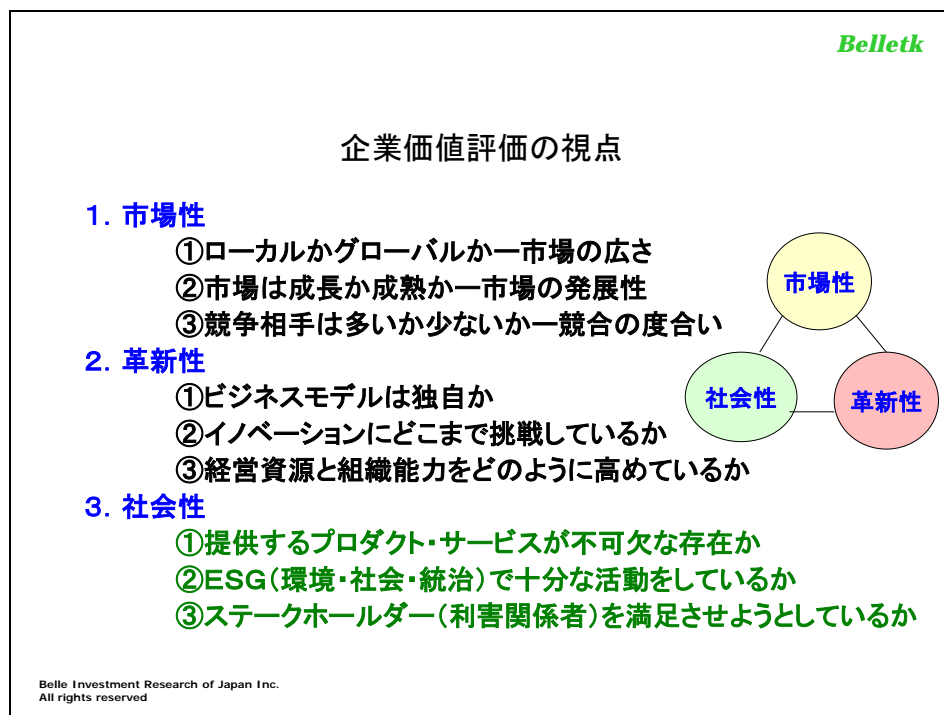 Belletk
企業価値評価の視点
１．市場性
①ローカルかグローバルか－市場の広さ
②市場は成長か成熟か－市場の発展性
③競争相手は多いか少ないか－競合の度合い
２．革新性
①ビジネスモデルは独自か
②イノベーションにどこまで挑戦しているか
③経営資源と組織能力をどのように高めているか
３．社会性
①提供するプロダクト・サービスが不可欠な存在か
②ＥＳＧ（環境・社会・統治）で十分な活動をしているか
③ステークホールダー（利害関係者）を満足させようとしているか
市場性
社会性
革新性
Belle Investment Research of Japan Inc.
All rights reserved